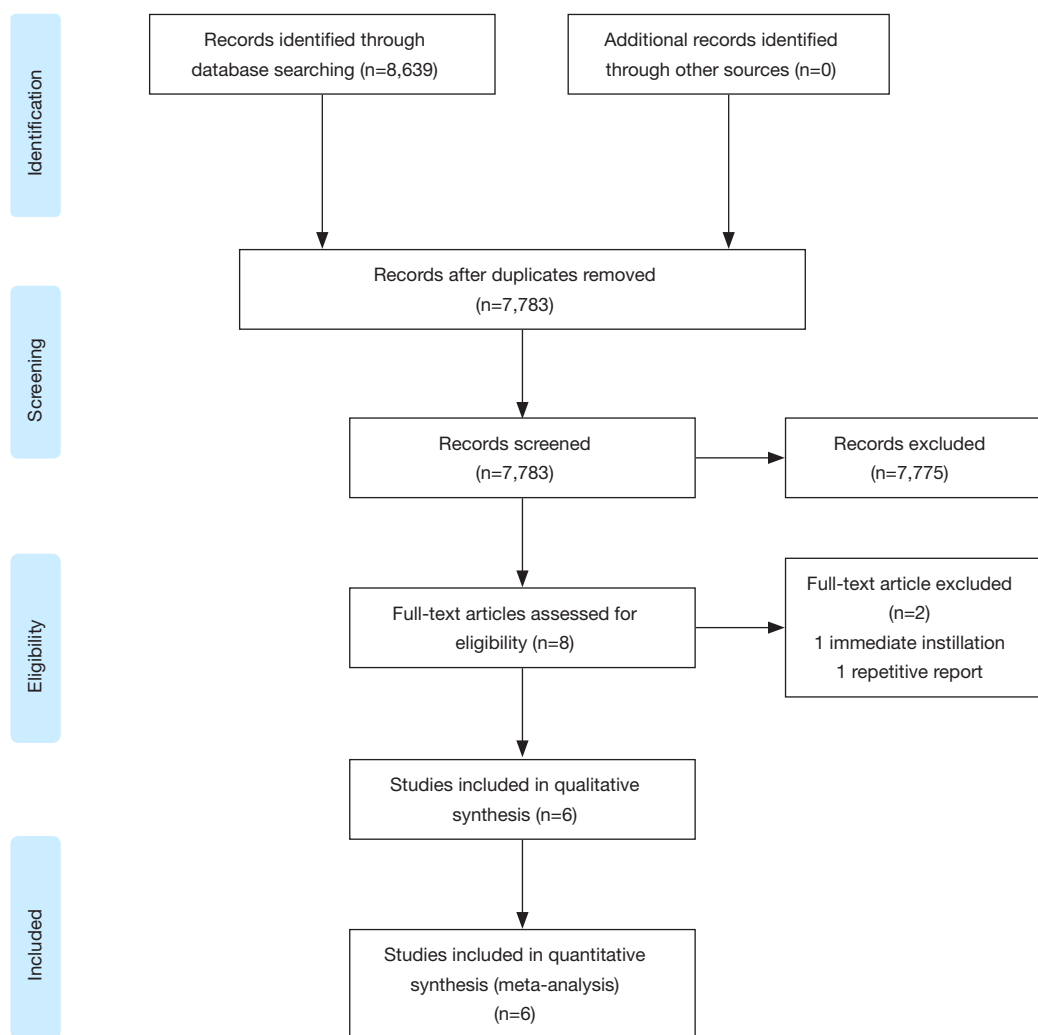 Identification
Records identified through
database searching (n=8,639)
Additional records identified
through other sources (n=0)
Screening
Records after duplicates removed
(n=7,783)
Records screened
(n=7,783)
Records excluded
(n=7,775)
Eligibility
Full-text articles assessed for
eligibility (n=8)
Full-text article excluded
(n=2)
1 immediate instillation
1 repetitive report
Studies included in qualitative
synthesis (n=6)
Included
Studies included in quantitative
synthesis (meta-analysis)
(n=6)